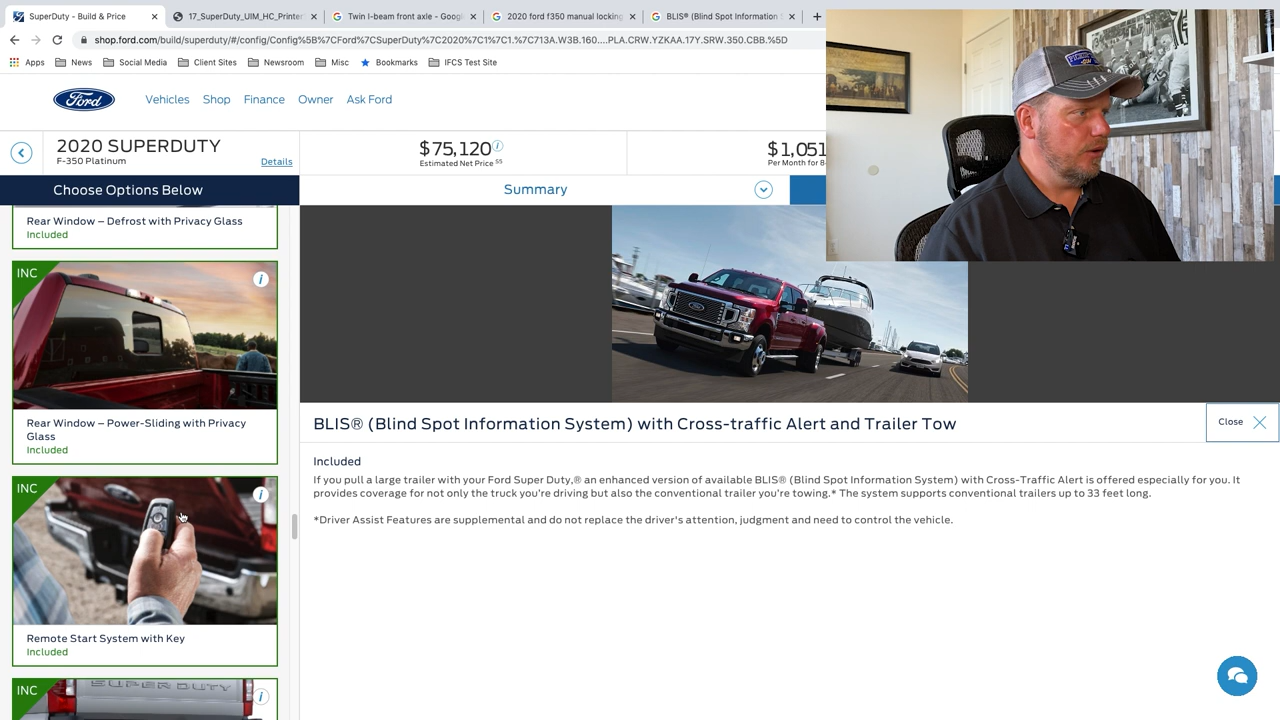 SuperDuty - Build & Price
17_SuperDuty_UIM_HC_Printer
Twin I-beam front axle - Goog
2020 ford f350 manual locking
BLIS® (Blind Spot Information S
shop.ford.com/build/superduty/#/config/Config%5B%7CFord%7CSuperDuty%7C2020%7C1%7C1.%7C713A.W3B.160....PLA.CRW.YZKAA.17Y.SRW.350.CBB.%5D
Apps
News
Social Media
Client Sites
Newsroom
Misc
Bookmarks
IFCS Test Site
Ford
Vehicles
Shop
Finance
Owner
Ask Ford
2020 SUPERDUTY
F-350 Platinum
Details
$75,120
Estimated Net Price §§
$1,051
Per Month for 8
Choose Options Below
Summary
Rear Window – Defrost with Privacy Glass
Included
INC
Rear Window – Power-Sliding with Privacy
Glass
Included
INC
Remote Start System with Key
Included
INC
SUPER DUTY
BLIS® (Blind Spot Information System) with Cross-traffic Alert and Trailer Tow
Close
Included
If you pull a large trailer with your Ford Super Duty,® an enhanced version of available BLIS® (Blind Spot Information System) with Cross-Traffic Alert is offered especially for you. It
provides coverage for not only the truck you're driving but also the conventional trailer you're towing.* The system supports conventional trailers up to 33 feet long.
*Driver Assist Features are supplemental and do not replace the driver's attention, judgment and need to control the vehicle.